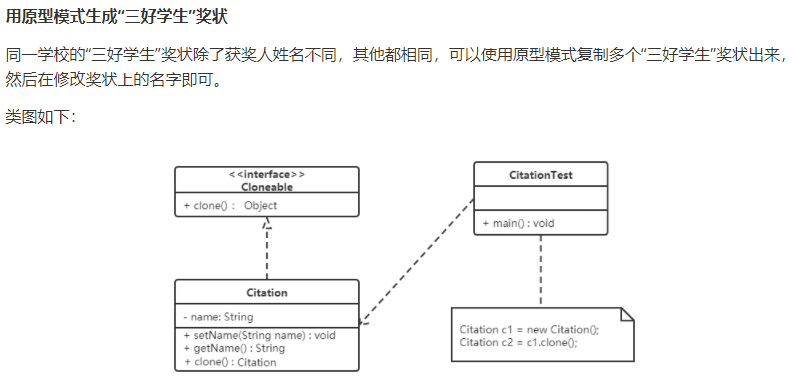 用原型模式生成“三好学生”奖状
同一学校的“三好学生”奖状除了获奖人姓名不同，其他都相同，可以使用原型模式复制多个“三好学生”奖状出来，
然后在修改奖状上的名字即可。
类图如下：
<<interface>>
Cloneable
+ clone() : Object
CitationTest
+ main() : void
Citation
- name: String
+ setName(String name) : void
+ getName() : String
+ clone() : Citation
Citation c1 = new Citation();
Citation c2 = c1.clone();